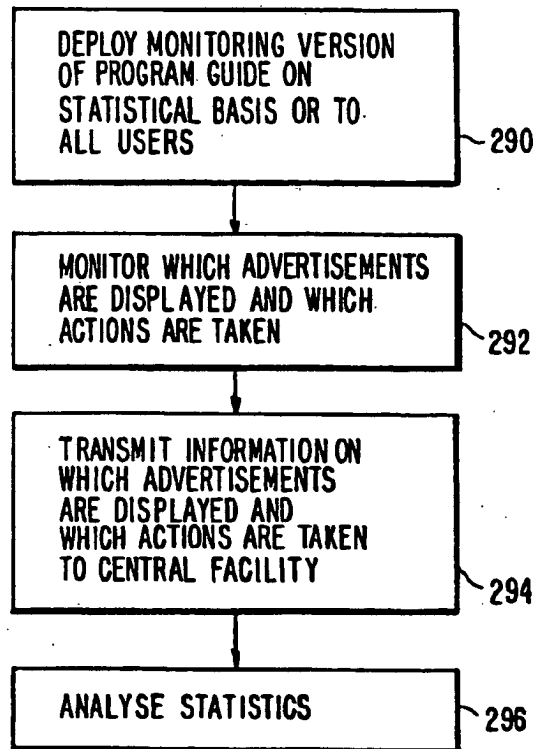 DEPLOY MONITORING VERSION
OF PROGRAM GUIDE ON
STATISTICAL BASIS OR TO
ALL USERS
290
MONITOR WHICH ADVERTISEMENTS
ARE DISPLAYED AND WHICH
ACTIONS ARE TAKEN
292
TRANSMIT INFORMATION ON
WHICH ADVERTISEMENTS
ARE DISPLAYED AND
WHICH ACTIONS ARE TAKEN
TO CENTRAL FACILITY
294
ANALYSE STATISTICS
296